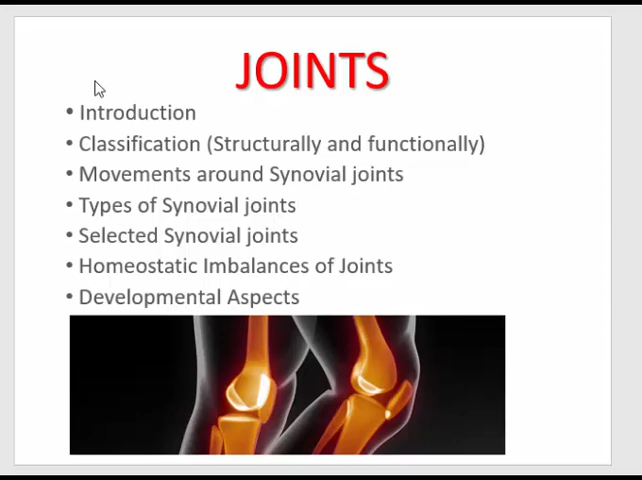 JOINTS
• Introduction
• Classification (Structurally and functionally)
• Movements around Synovial joints
• Types of Synovial joints
• Selected Synovial joints
• Homeostatic Imbalances of Joints
• Developmental Aspects